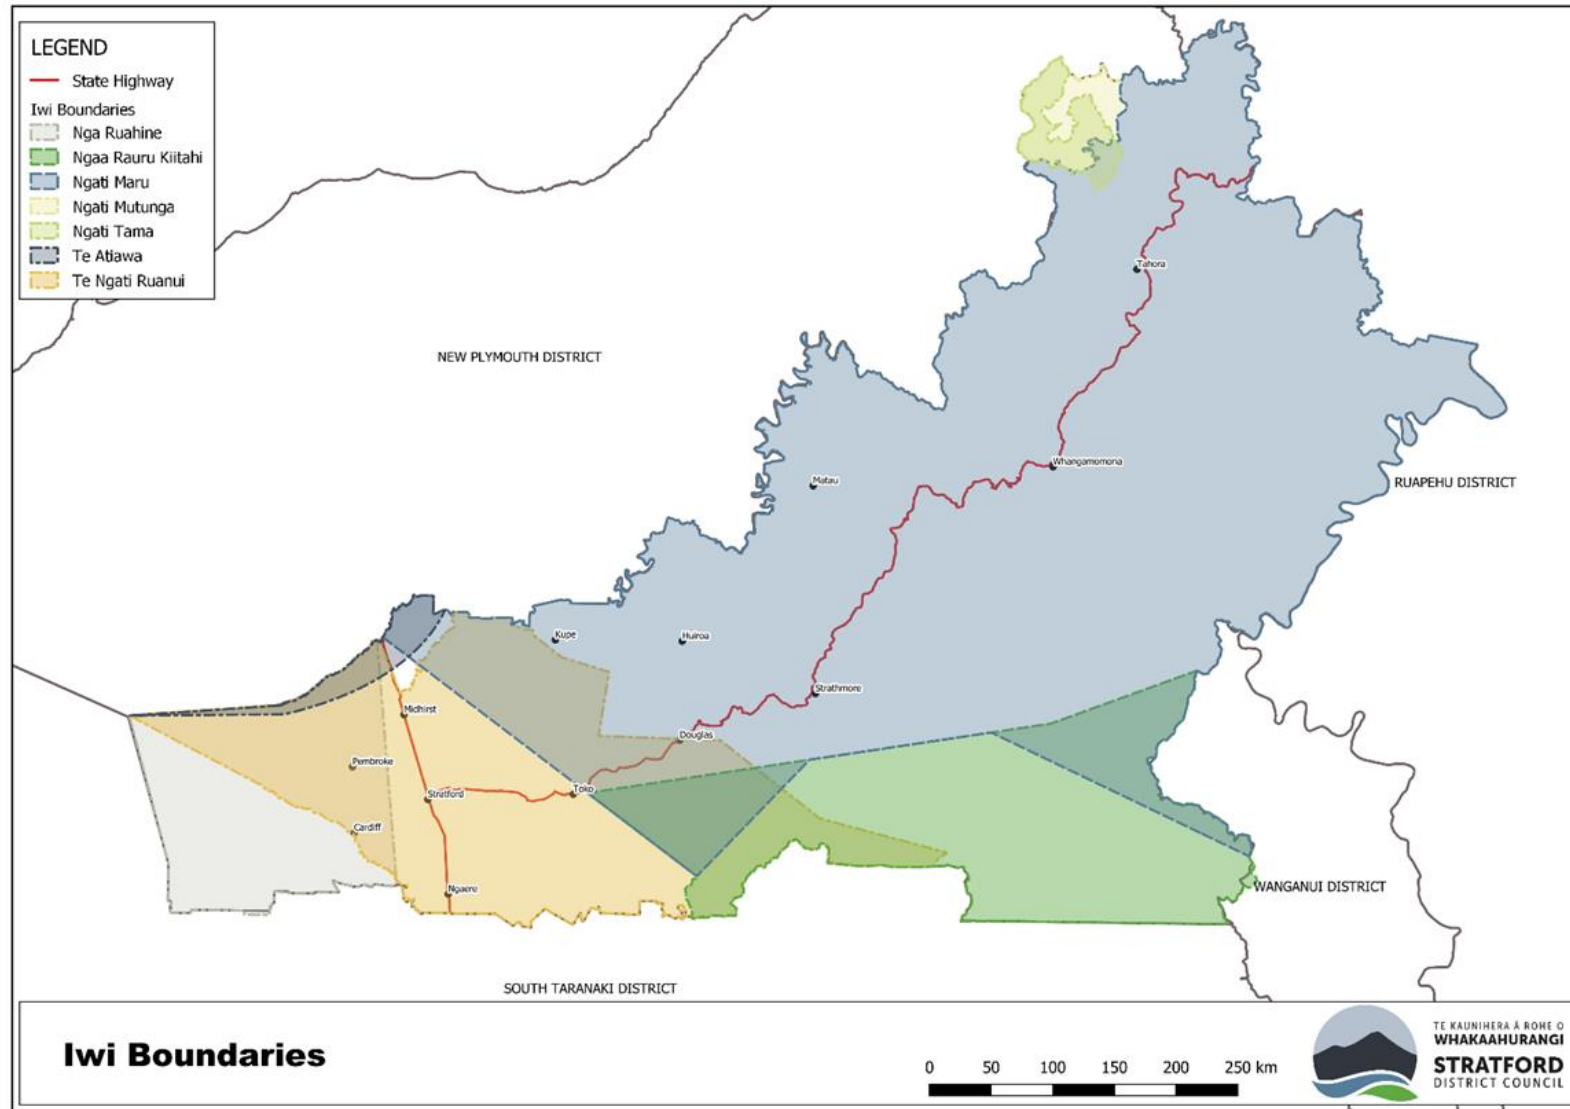 LEGEND
State Highway
Iwi Boundaries
Nga Ruahine
Ngaa Rauru Kiitahi
Ngati Maru
Ngati Mutunga
Ngati Tama
Te Atiawa
Te Ngati Ruanui
Tahora
NEW PLYMOUTH DISTRICT
Whangamomona
Matau
RUAPEHU DISTRICT
Kupe
Huiroa
Strathmore
Midhirst
Douglas
Pembroke
Stratford
Toko
Cardiff
Ngaere
WANGANUI DISTRICT
SOUTH TARANAKI DISTRICT
Iwi Boundaries
0 50 100 150 200 250 km
TE KAUNIHERA Ā ROHE O
WHAKAAHURANGI
STRATFORD
DISTRICT COUNCIL